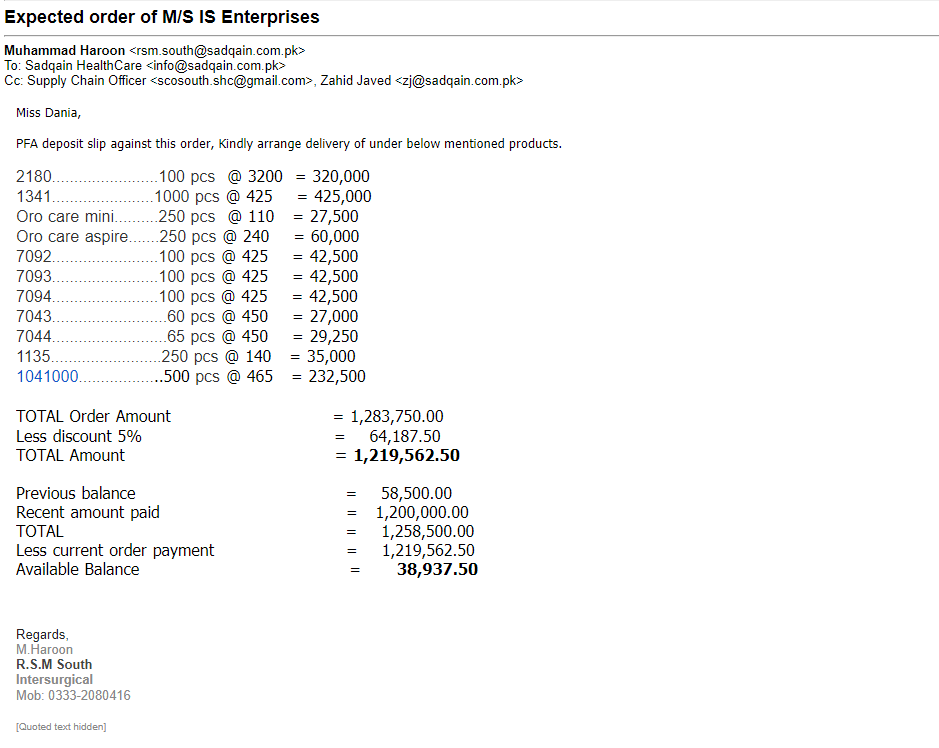 Expected order of M/S IS Enterprises
Muhammad Haroon <rsm.south@sadqain.com.pk>
To: Sadqain HealthCare <info@sadqain.com.pk>
Cc: Supply Chain Officer <scosouth.shc@gmail.com>, Zahid Javed <zj@sadqain.com.pk>
Miss Dania,
PFA deposit slip against this order, Kindly arrange delivery of under below mentioned products.
2180..........................100 pcs @ 3200 = 320,000
1341.........................1000 pcs @ 425 = 425,000
Oro care mini..........250 pcs @ 110 = 27,500
Oro care aspire.......250 pcs @ 240 = 60,000
7092..........................100 pcs @ 425 = 42,500
7093..........................100 pcs @ 425 = 42,500
7094..........................100 pcs @ 425 = 42,500
7043............................60 pcs @ 450 = 27,000
7044............................65 pcs @ 450 = 29,250
1135...........................250 pcs @ 140 = 35,000
1041000.....................500 pcs @ 465 = 232,500
TOTAL Order Amount = 1,283,750.00
Less discount 5% = 64,187.50
TOTAL Amount = 1,219,562.50
Previous balance = 58,500.00
Recent amount paid = 1,200,000.00
TOTAL = 1,258,500.00
Less current order payment = 1,219,562.50
Available Balance = 38,937.50
Regards,
M.Haroon
R.S.M South
Intersurgical
Mob: 0333-2080416
[Quoted text hidden]